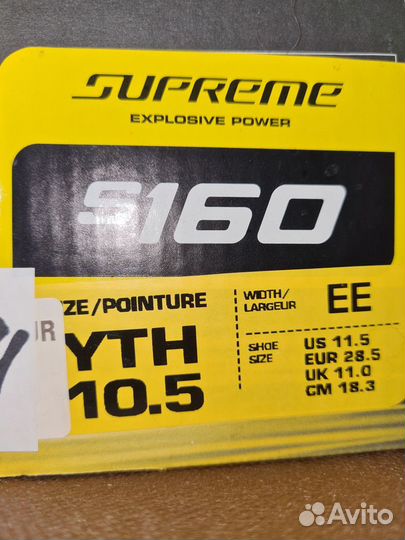 SUPREME
EXPLOSIVE POWER
S160
ZE/POINTURE
YTH
10.5
WIDTH/
LARGEUR
EE
SHOE
SIZE
US 11.5
EUR 28.5
UK 11.0
CM 18.3
UR
Avito